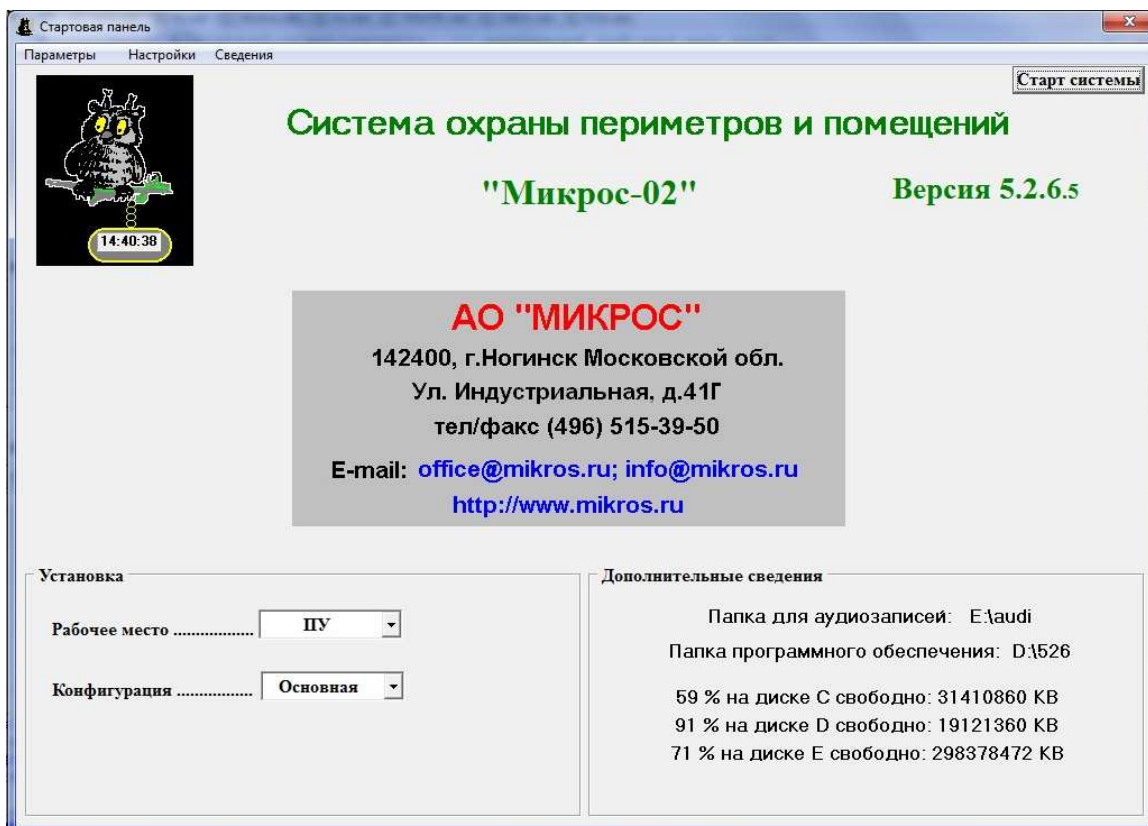 Стартовая панель
Параметры Настройки Сведения
Старт системы
Система охраны периметров и помещений
"Микрос-02" Версия 5.2.6.5
14:40:38
АО "МИКРОС"
142400, г.Ногинск Московской обл.
Ул. Индустриальная, д.41Г
тел/факс (496) 515-39-50
E-mail: office@mikros.ru; info@mikros.ru
http://www.mikros.ru
Установка
Рабочее место .................. ПУ
Конфигурация ................. Основная
Дополнительные сведения
Папка для аудиозаписей: E:\audi
Папка программного обеспечения: D:\526
59 % на диске C свободно: 31410860 KB
91 % на диске D свободно: 19121360 KB
71 % на диске E свободно: 298378472 KB